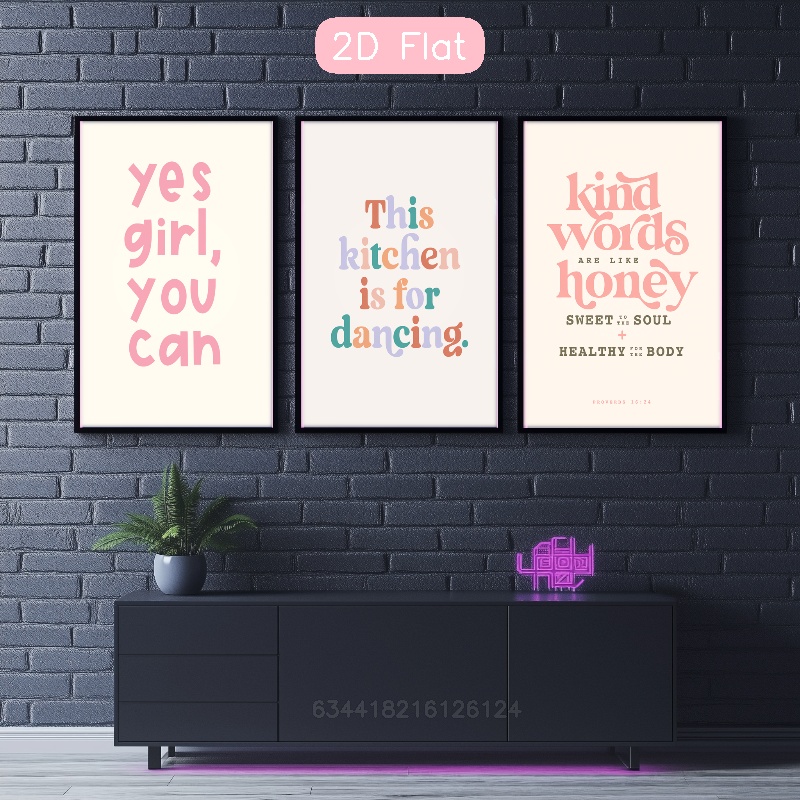 2D Flat
yes
girl,
you
can
This
kitchen
is for
dancing.
kind
words
ARE LIKE
honey
SWEET TO THE SOUL
+
HEALTHY FOR THE BODY
PROVERBS 16:24
634418216126124